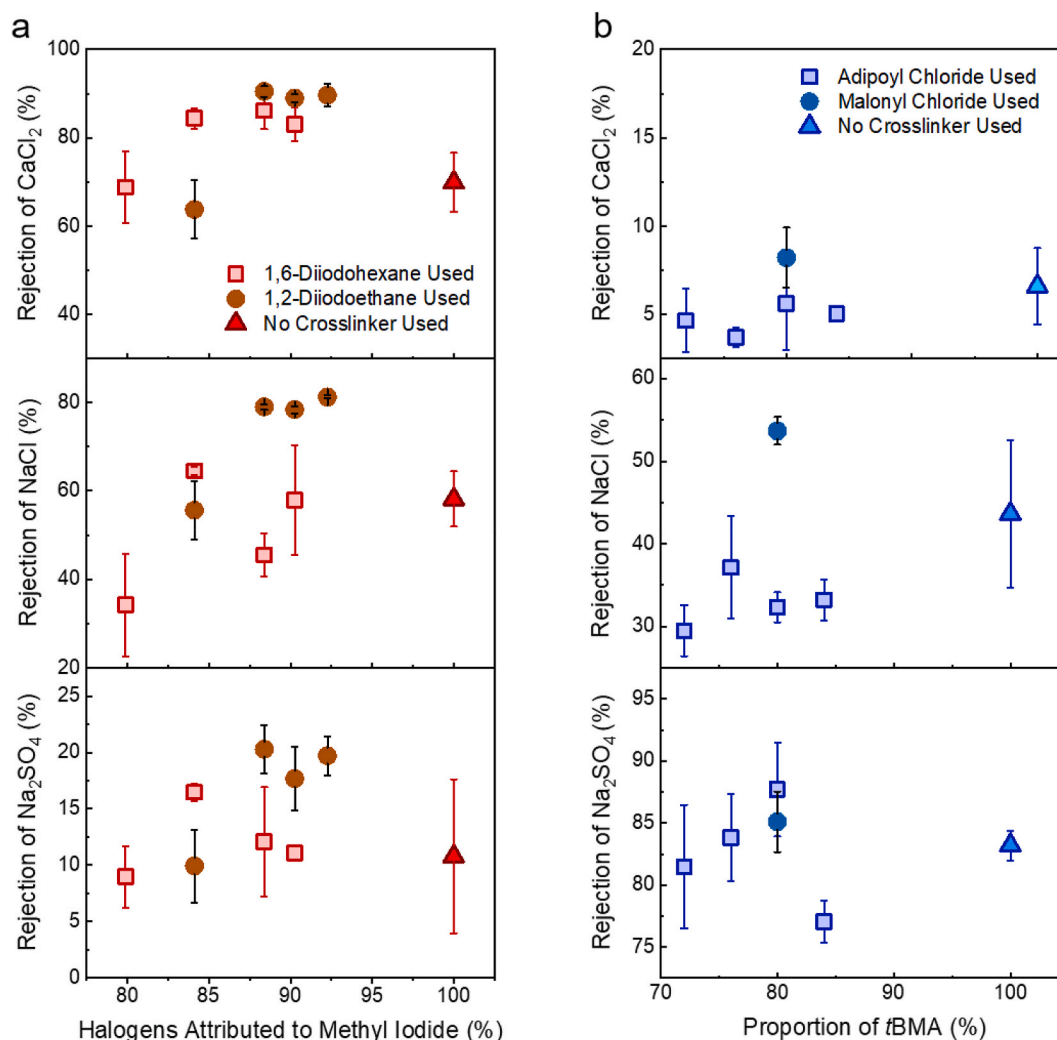 a
Rejection of CaCl₂ (%)
100
80
60
40
1,6-Diiodohexane Used
1,2-Diiodoethane Used
No Crosslinker Used
Rejection of NaCl (%)
80
60
40
20
Rejection of Na₂SO₄ (%)
25
20
15
10
5
0
80 85 90 95 100
Halogens Attributed to Methyl Iodide (%)
b
Rejection of CaCl₂ (%)
20
15
10
5
Adipoyl Chloride Used
Malonyl Chloride Used
No Crosslinker Used
Rejection of NaCl (%)
60
50
40
30
Rejection of Na₂SO₄ (%)
95
90
85
80
75
70 80 90 100
Proportion of tBMA (%)